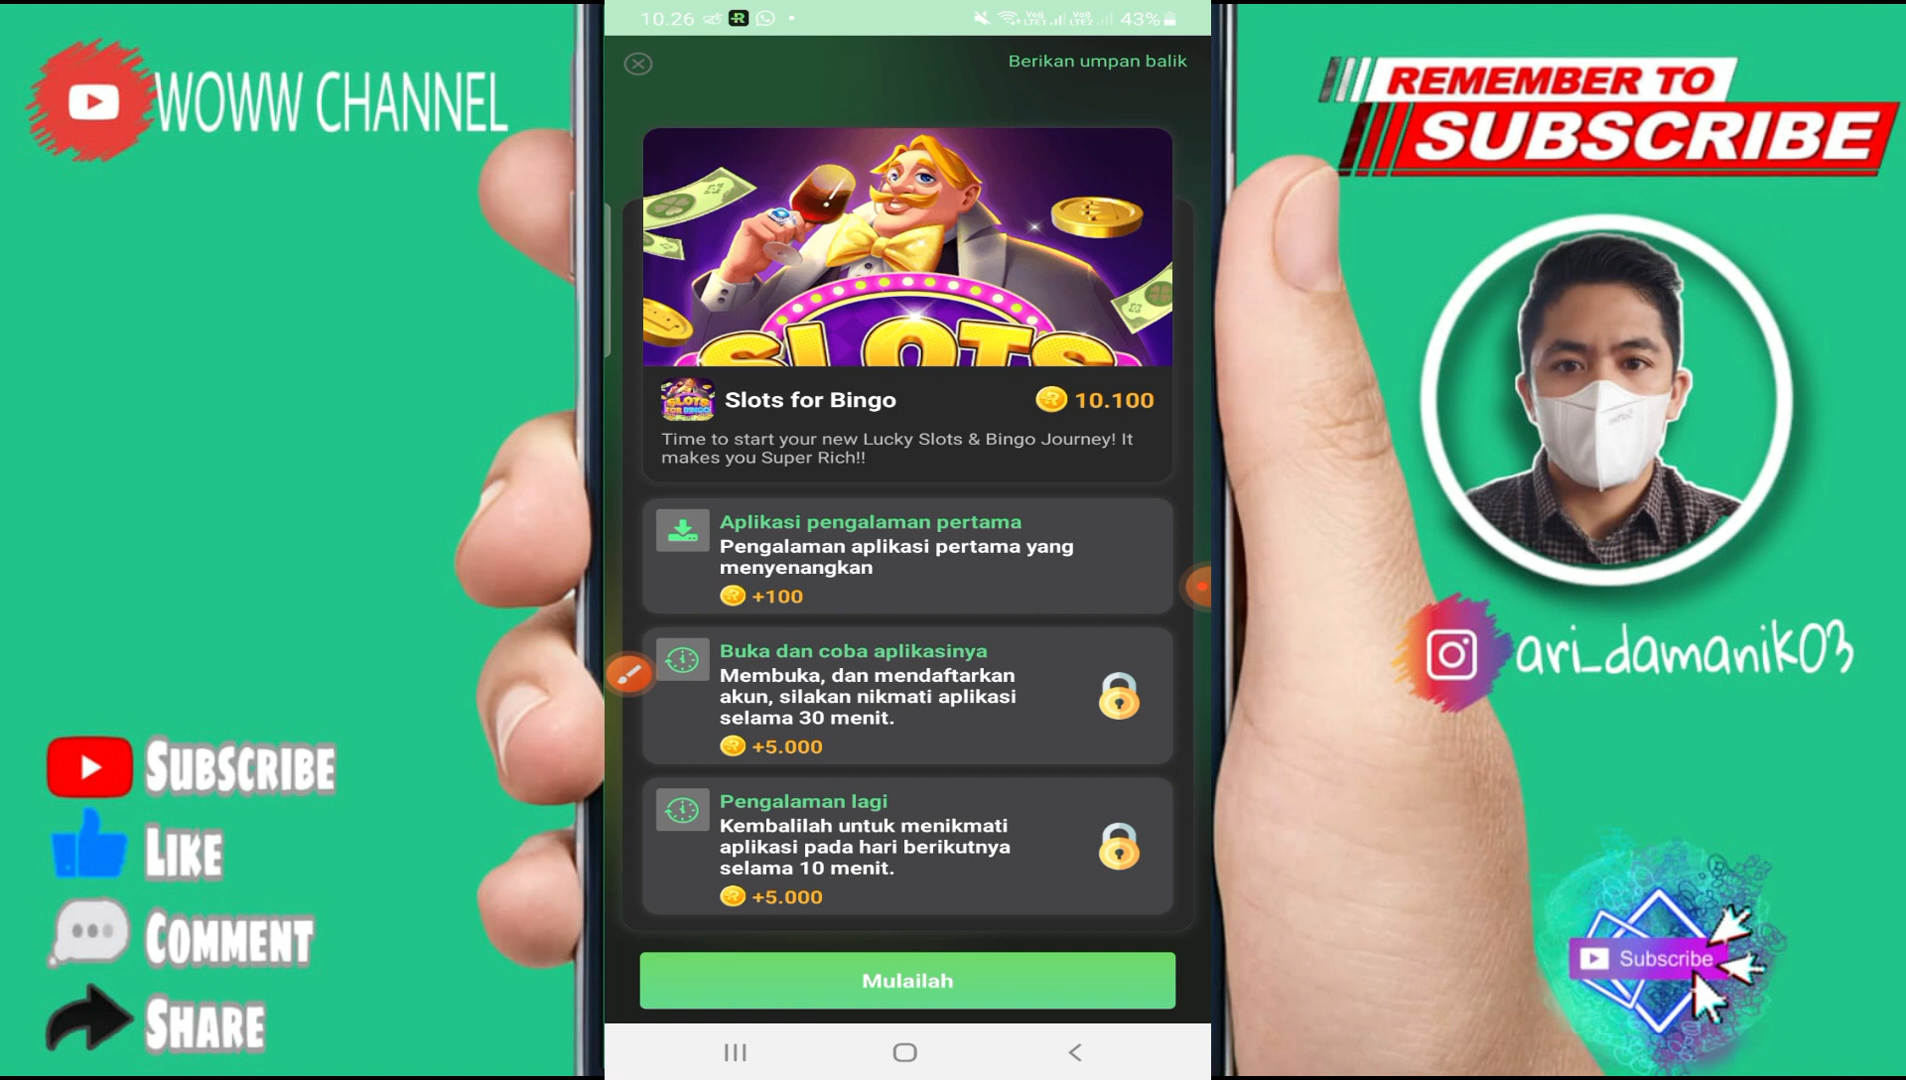 WOWW CHANNEL
10.26
43%
Berikan umpan balik
SLOTS
SLOTS
FOR BINGO
Slots for Bingo
10.100
Time to start your new Lucky Slots & Bingo Journey! It
makes you Super Rich!!
Aplikasi pengalaman pertama
Pengalaman aplikasi pertama yang
menyenangkan
+100
Buka dan coba aplikasinya
Membuka, dan mendaftarkan
akun, silakan nikmati aplikasi
selama 30 menit.
+5.000
Pengalaman lagi
Kembalilah untuk menikmati
aplikasi pada hari berikutnya
selama 10 menit.
+5.000
Mulailah
REMEMBER TO
SUBSCRIBE
ari_damanik03
SUBSCRIBE
LIKE
COMMENT
SHARE
Subscribe